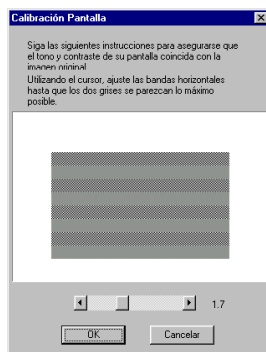 Calibración Pantalla
Siga las siguientes instrucciones para asegurarse que
el tono y contraste de su pantalla coincida con la
imagen original
Utilizando el cursor, ajuste las bandas horizontales
hasta que los dos grises se parezcan lo máximo
posible.
1.7
OK
Cancelar